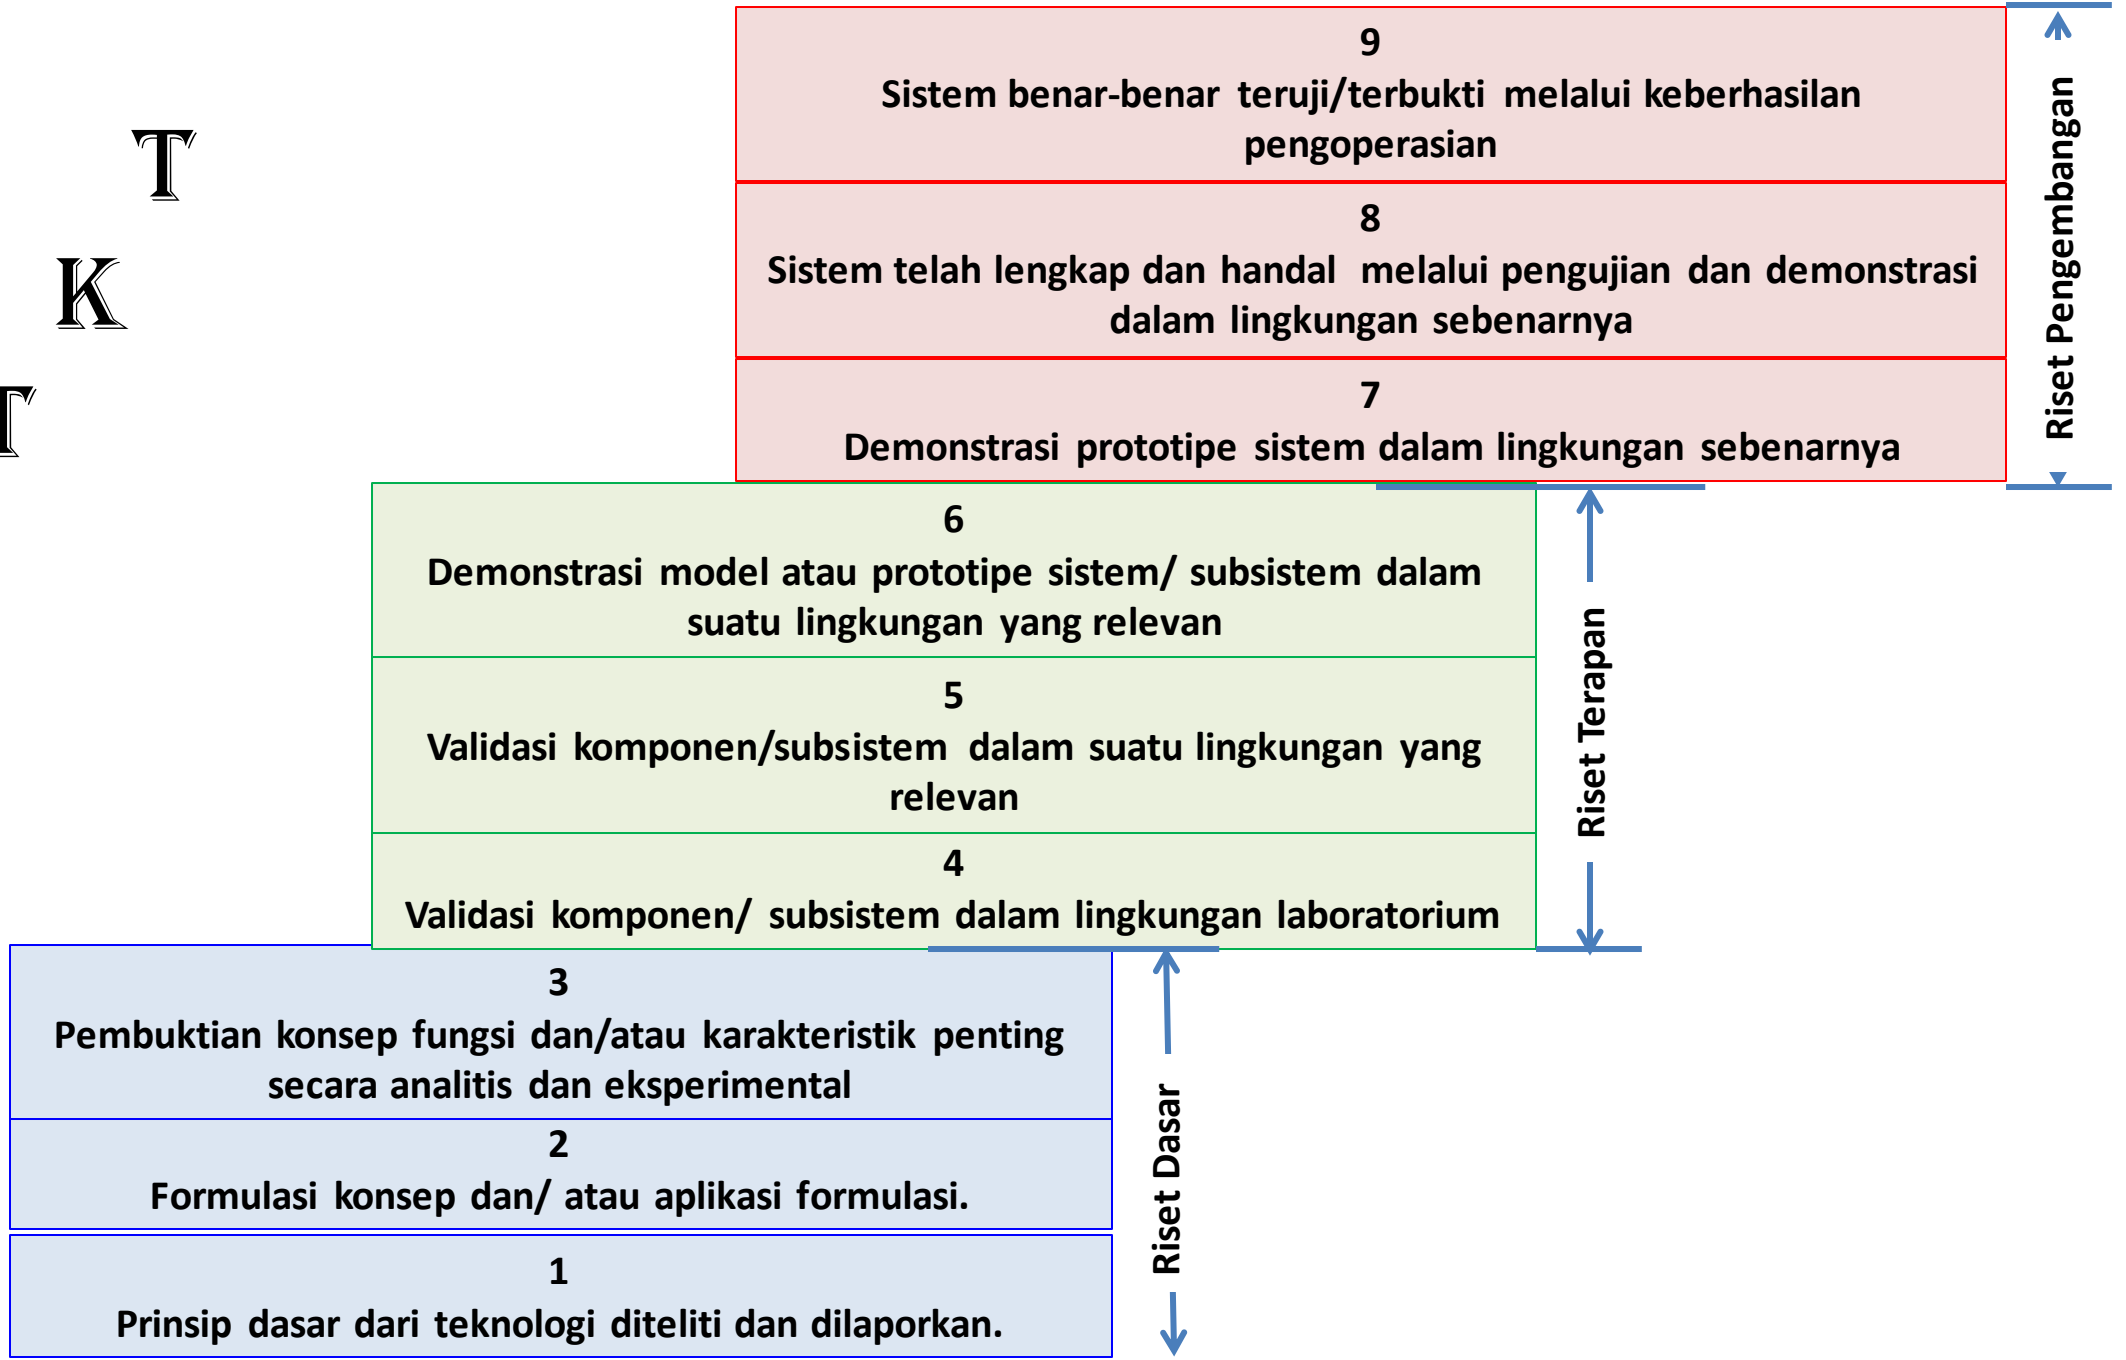 T
K
T
9
Sistem benar-benar teruji/terbukti melalui keberhasilan
pengoperasian
8
Sistem telah lengkap dan handal melalui pengujian dan demonstrasi
dalam lingkungan sebenarnya
7
Demonstrasi prototipe sistem dalam lingkungan sebenarnya
Riset Pengembangan
6
Demonstrasi model atau prototipe sistem/ subsistem dalam
suatu lingkungan yang relevan
5
Validasi komponen/subsistem dalam suatu lingkungan yang
relevan
4
Validasi komponen/ subsistem dalam lingkungan laboratorium
Riset Terapan
3
Pembuktian konsep fungsi dan/atau karakteristik penting
secara analitis dan eksperimental
2
Formulasi konsep dan/ atau aplikasi formulasi.
1
Prinsip dasar dari teknologi diteliti dan dilaporkan.
Riset Dasar